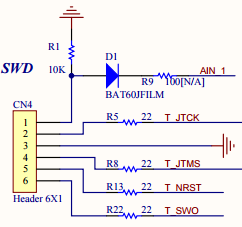 R1
D1
SWD
10K
R9
100[N/A]
AIN_1
BAT60JFILM
CN4
R5
22
T_JTCK
1
2
3
4
R8
22
T_JTMS
5
R13
22
T_NRST
6
Header 6X1
R22
22
T_SWO